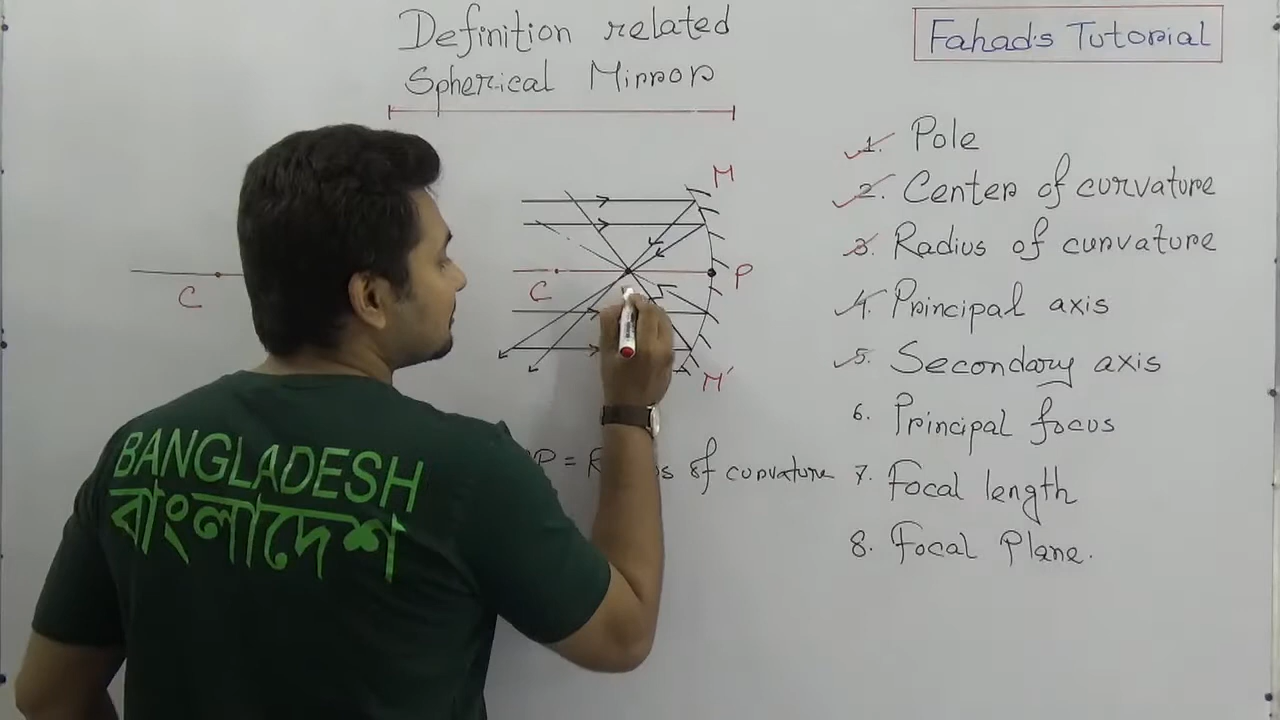 Definition related
Spherical Mirror
Fahad's Tutorial
1. Pole
2. Center of curvature
3. Radius of curvature
4. Principal axis
5. Secondary axis
6. Principal focus
7. Focal length
8. Focal Plane.
M
C
C
P
M'
P = R s of curvature
BANGLADESH
বাংলাদেশ